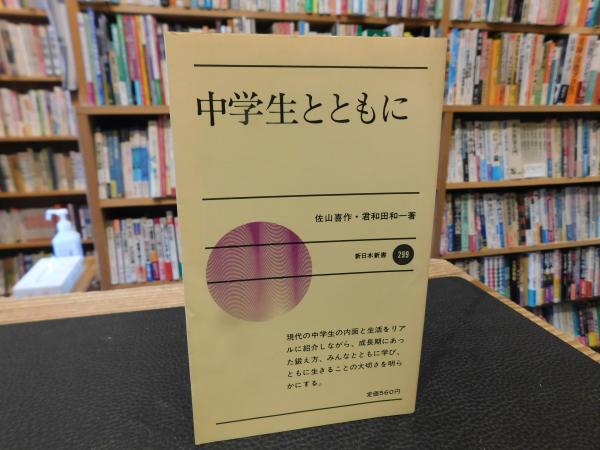 中学生とともに
佐山喜作・君和田和一著
新日本新書 299
現代の中学生の内面と生活をリア
ルに紹介しながら、成長期にあっ
た鍛え方、みんなとともに学び、
ともに生きることの大切さを明ら
かにする。
定価560円